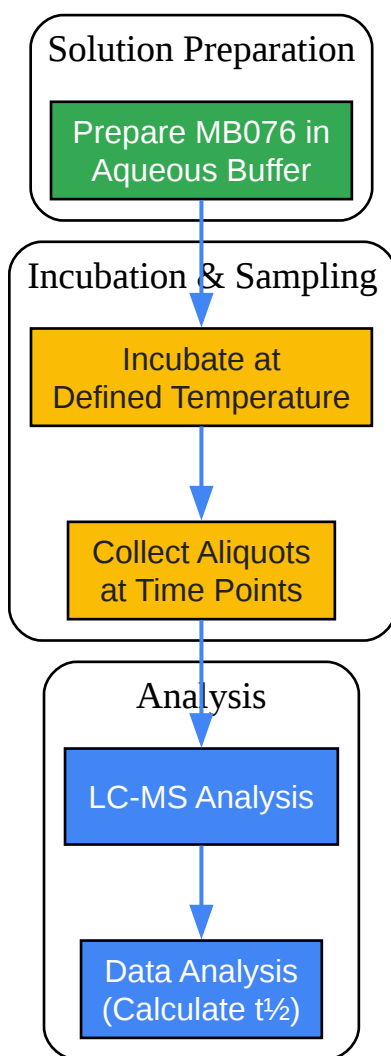 Solution Preparation
Prepare MB076 in
Aqueous Buffer
Incubation & Sampling
Incubate at
Defined Temperature
Collect Aliquots
at Time Points
Analysis
LC-MS Analysis
Data Analysis
(Calculate t½)